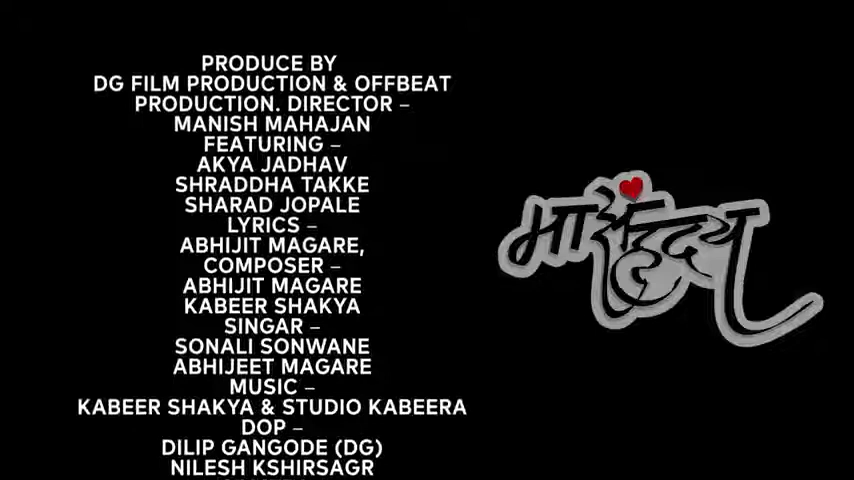 PRODUCE BY
DG FILM PRODUCTION & OFFBEAT
PRODUCTION. DIRECTOR –
MANISH MAHAJAN
FEATURING –
AKYA JADHAV
SHRADDHA TAKKE
SHARAD JOPALE
LYRICS –
ABHIJIT MAGARE,
COMPOSER –
ABHIJIT MAGARE
KABEER SHAKYA
SINGAR –
SONALI SONWANE
ABHIJEET MAGARE
MUSIC –
KABEER SHAKYA & STUDIO KABEERA
DOP –
DILIP GANGODE (DG)
NILESH KSHIRSAGR
माझं हृदय